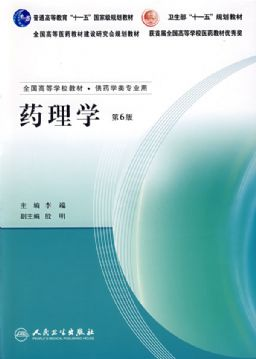 普通高等教育“十一五”国家级规划教材
卫生部“十一五”规划教材
全国高等医药教材建设研究会规划教材
获首届全国高等学校医药教材优秀奖
全国高等学校教材·供药学类专业用
药理学 第6版
主编 李端
副主编 殷明
人民卫生出版社
PEOPLE'S MEDICAL PUBLISHING HOUSE